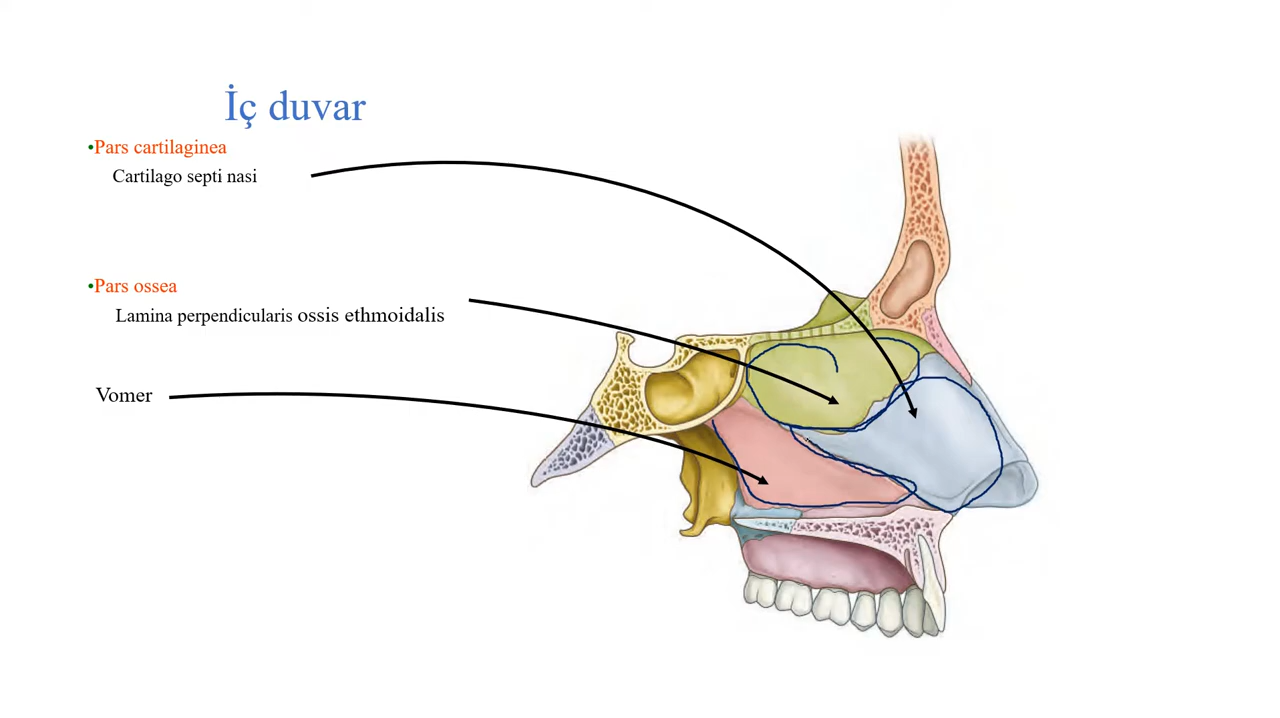 İç duvar
•Pars cartilaginea
Cartilago septi nasi
•Pars ossea
Lamina perpendicularis ossis ethmoidalis
Vomer